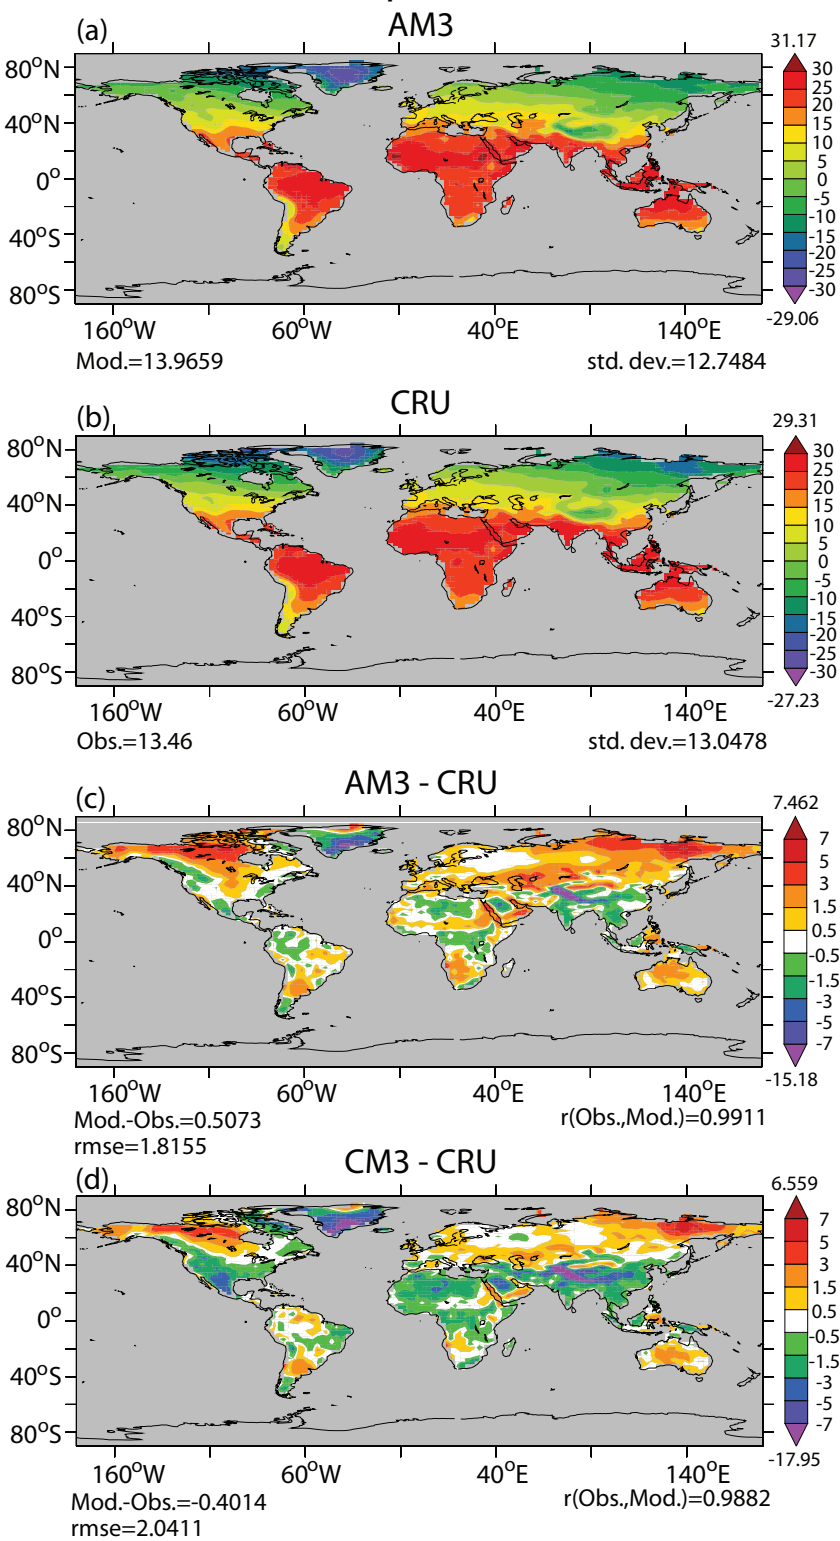 (a)
AM3
31.17
80°N
40°N
0°
40°S
80°S
30
25
20
15
10
5
0
-5
-10
-15
-20
-25
-30
-29.06
160°W
60°W
40°E
140°E
Mod.=13.9659
std. dev.=12.7484
(b)
CRU
29.31
80°N
40°N
0°
40°S
80°S
30
25
20
15
10
5
0
-5
-10
-15
-20
-25
-30
-27.23
160°W
60°W
40°E
140°E
Obs.=13.46
std. dev.=13.0478
(c)
AM3 - CRU
7.462
80°N
40°N
0°
40°S
80°S
7
5
3
1.5
0.5
-0.5
-1.5
-3
-5
-7
-15.18
160°W
60°W
40°E
140°E
Mod.-Obs.=0.5073
r(Obs.,Mod.)=0.9911
rmse=1.8155
(d)
CM3 - CRU
6.559
80°N
40°N
0°
40°S
80°S
7
5
3
1.5
0.5
-0.5
-1.5
-3
-5
-7
-17.95
160°W
60°W
40°E
140°E
Mod.-Obs.=-0.4014
r(Obs.,Mod.)=0.9882
rmse=2.0411